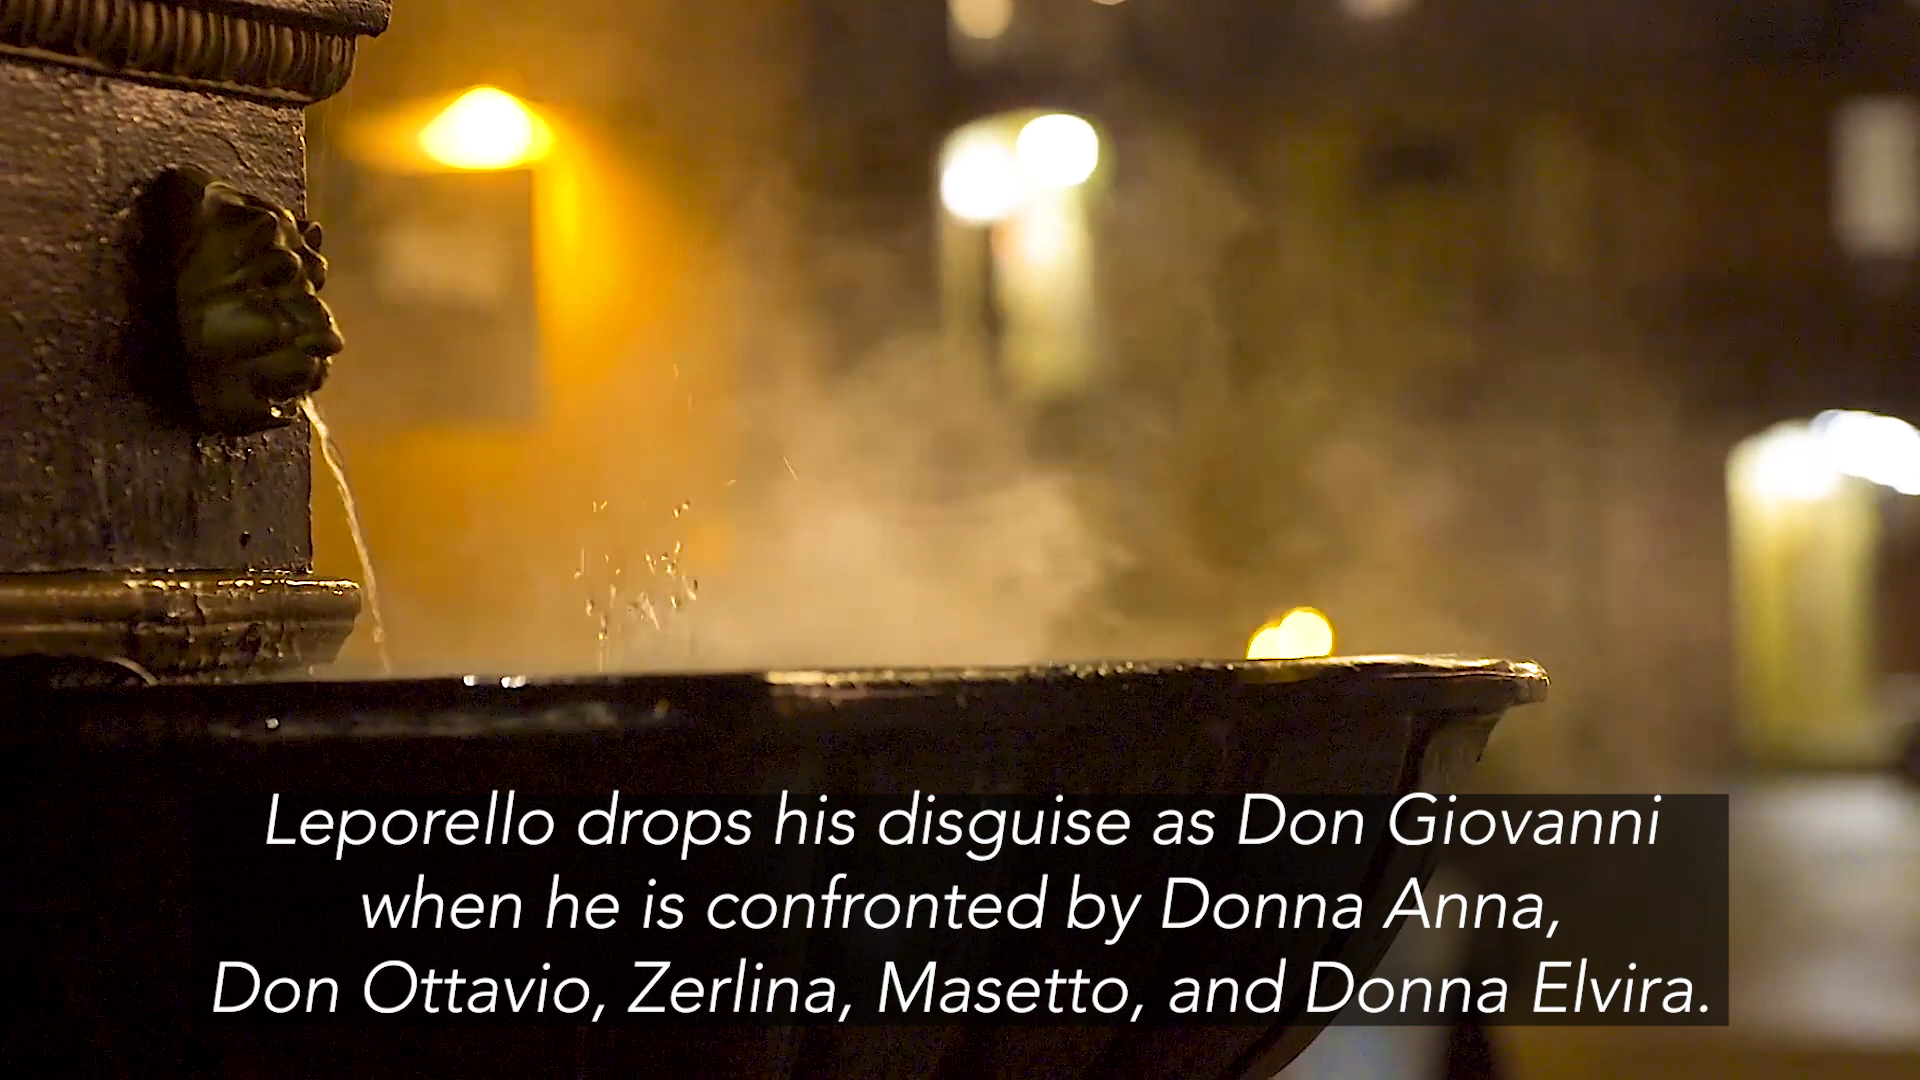 Leporello drops his disguise as Don Giovanni
when he is confronted by Donna Anna,
Don Ottavio, Zerlina, Masetto, and Donna Elvira.